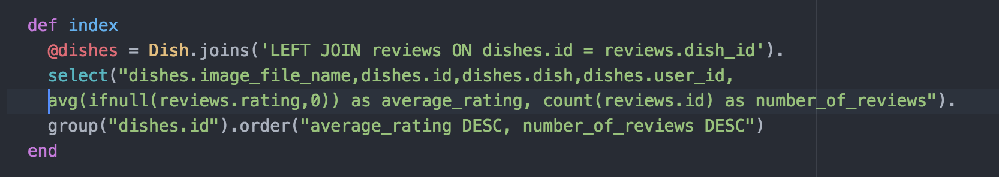 def index
@dishes = Dish.joins('LEFT JOIN reviews ON dishes.id = reviews.dish_id').
select("dishes.image_file_name,dishes.id,dishes.dish,dishes.user_id,
avg(ifnull(reviews.rating,0)) as average_rating, count(reviews.id) as number_of_reviews").
group("dishes.id").order("average_rating DESC, number_of_reviews DESC")
end